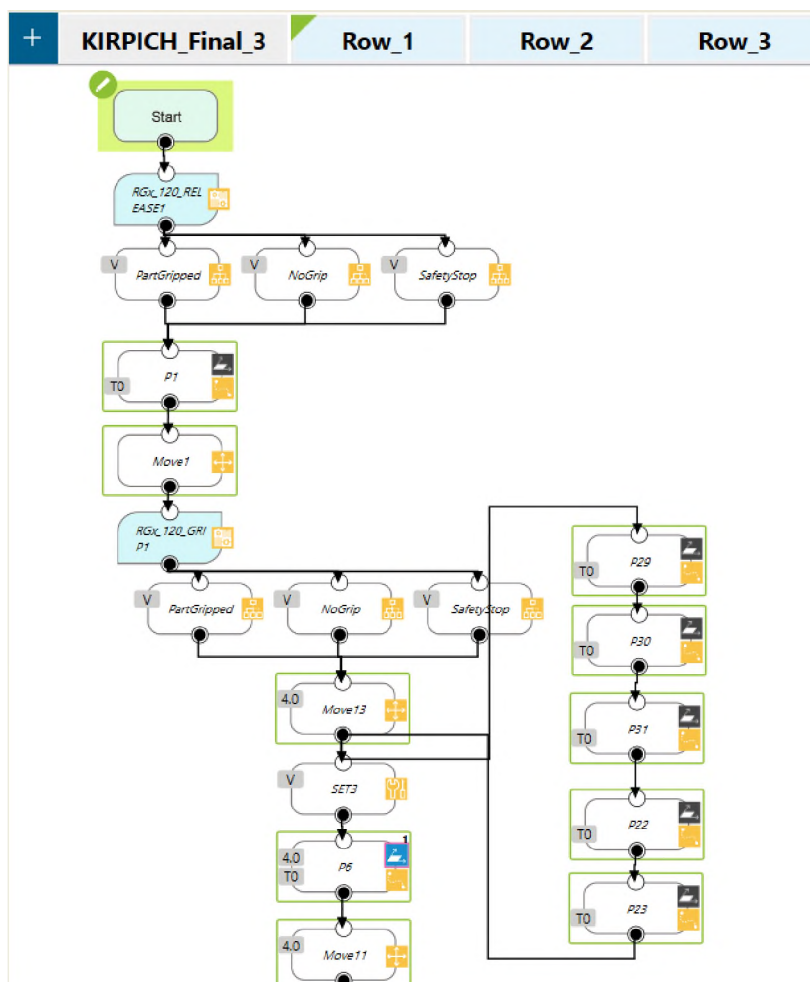 + KIRPICH_Final_3 Row_1 Row_2 Row_3
Start
RGx_120_REL
EASE1
V PartGripped V NoGrip V SafetyStop
P1
T0
Move1
RGx_120_GRI
P1
V PartGripped V NoGrip V SafetyStop
4.0 Move13
V SET3
1
4.0 P6
T0
4.0 Move11
P29
T0
P30
T0
P31
T0
P22
T0
P23
T0